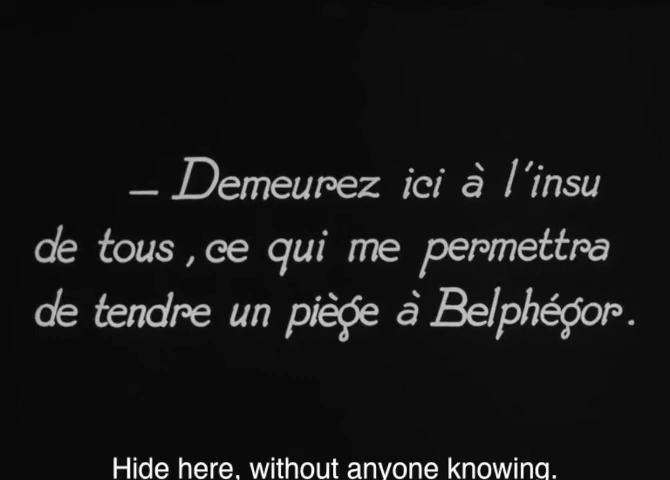 — Demeurez ici à l'insu
de tous, ce qui me permettra
de tendre un piège à Belphégor.
Hide here, without anyone knowing.